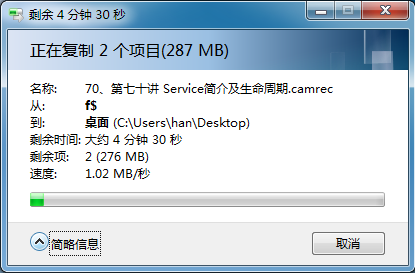 剩余 4 分钟 30 秒
正在复制 2 个项目(287 MB)
名称: 70、第七十讲 Service简介及生命周期.camrec
从: f$
到: 桌面 (C:\Users\han\Desktop)
剩余时间: 大约 4 分钟 30 秒
剩余项: 2 (276 MB)
速度: 1.02 MB/秒
简略信息
取消